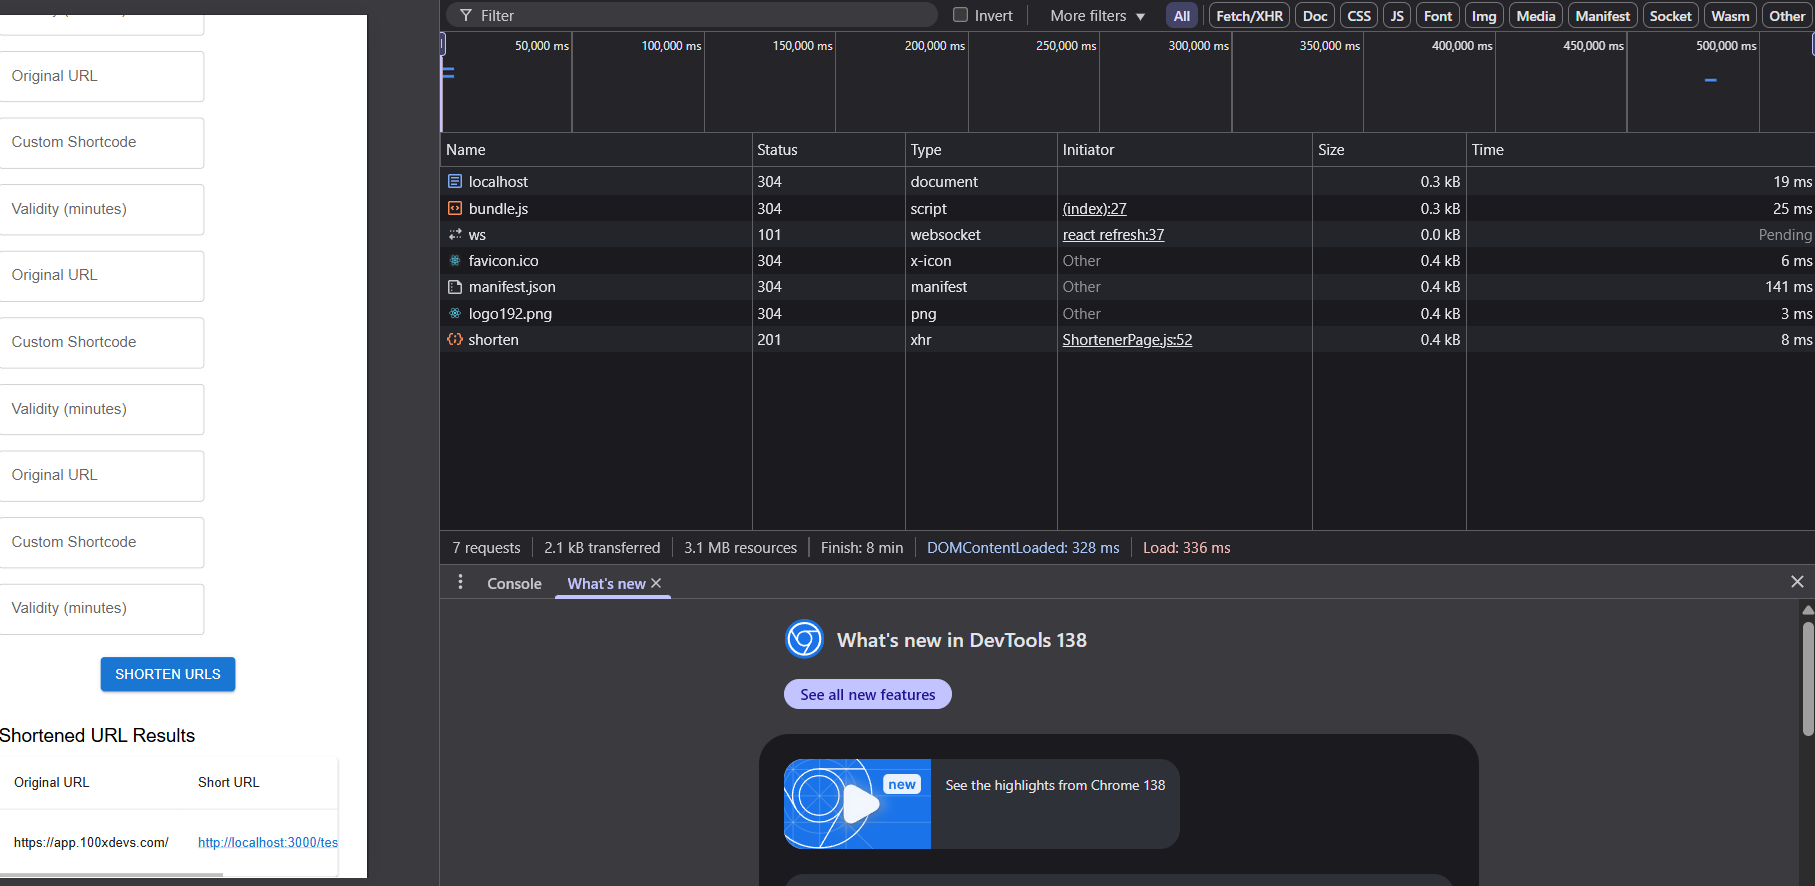 Original URL
Custom Shortcode
Validity (minutes)
Original URL
Custom Shortcode
Validity (minutes)
Original URL
Custom Shortcode
Validity (minutes)
SHORTEN URLS
Shortened URL Results
Original URL Short URL
https://app.100xdevs.com/ http://localhost:3000/tes
Filter Invert More filters All Fetch/XHR Doc CSS JS Font Img Media Manifest Socket Wasm Other
50,000 ms 100,000 ms 150,000 ms 200,000 ms 250,000 ms 300,000 ms 350,000 ms 400,000 ms 450,000 ms 500,000 ms
Name Status Type Initiator Size Time
localhost 304 document 0.3 kB 19 ms
bundle.js 304 script (index):27 0.3 kB 25 ms
ws 101 websocket react refresh:37 0.0 kB Pending
favicon.ico 304 x-icon Other 0.4 kB 6 ms
manifest.json 304 manifest Other 0.4 kB 141 ms
logo192.png 304 png Other 0.4 kB 3 ms
shorten 201 xhr ShortenerPage.js:52 0.4 kB 8 ms
7 requests 2.1 kB transferred 3.1 MB resources Finish: 8 min DOMContentLoaded: 328 ms Load: 336 ms
Console What's new
What's new in DevTools 138
See all new features
new
See the highlights from Chrome 138